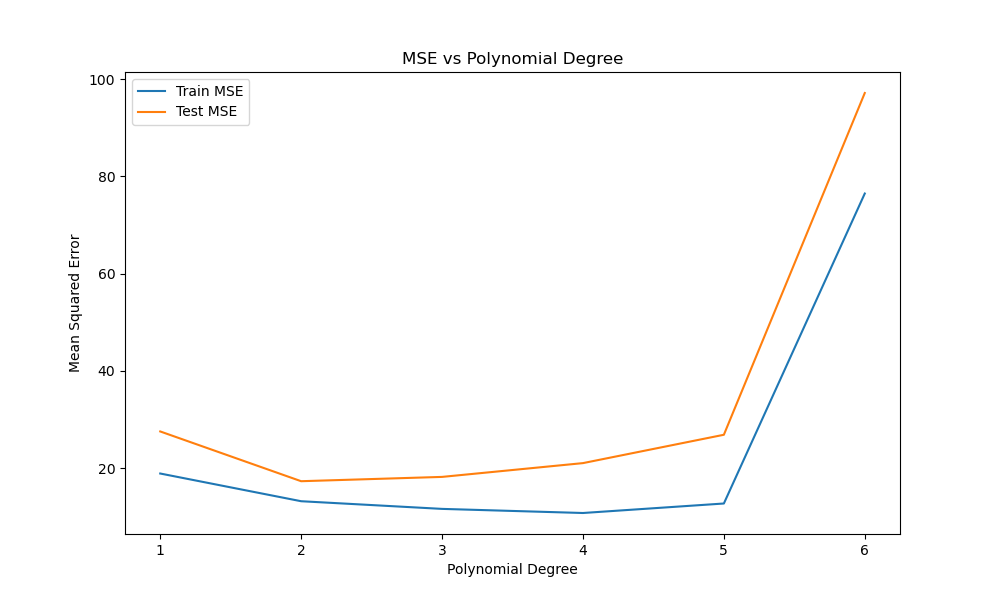 MSE vs Polynomial Degree
Train MSE
Test MSE
Mean Squared Error
100
80
60
40
20
1 2 3 4 5 6
Polynomial Degree